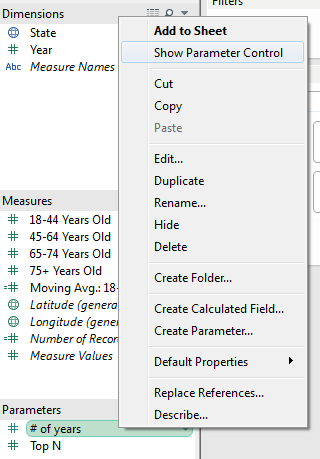 Dimensions
State
Year
Abc Measure Names
Measures
18-44 Years Old
45-64 Years Old
65-74 Years Old
75+ Years Old
Moving Avg.: 18-
Latitude (genera
Longitude (gene
Number of Recor
Measure Values
Parameters
# of years
Top N
Filters
Add to Sheet
Show Parameter Control
Cut
Copy
Paste
Edit...
Duplicate
Rename...
Hide
Delete
Create Folder...
Create Calculated Field...
Create Parameter...
Default Properties
Replace References...
Describe...